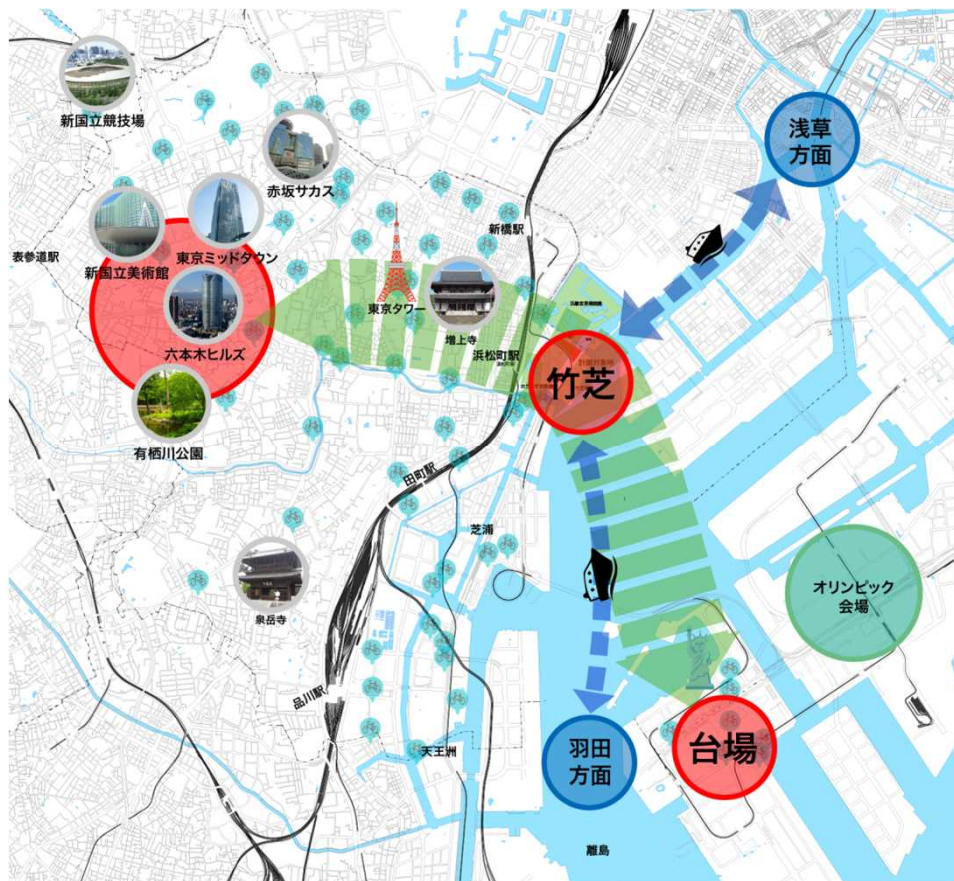 新国立競技場
赤坂サカス
浅草
方面
新橋駅
表参道駅
新国立美術館
東京ミッドタウン
東京タワー
増上寺
浜松町駅
六本木ヒルズ
竹芝
有栖川公園
田町駅
芝浦
泉岳寺
オリンピック
会場
品川駅
天王洲
羽田
方面
台場
離島